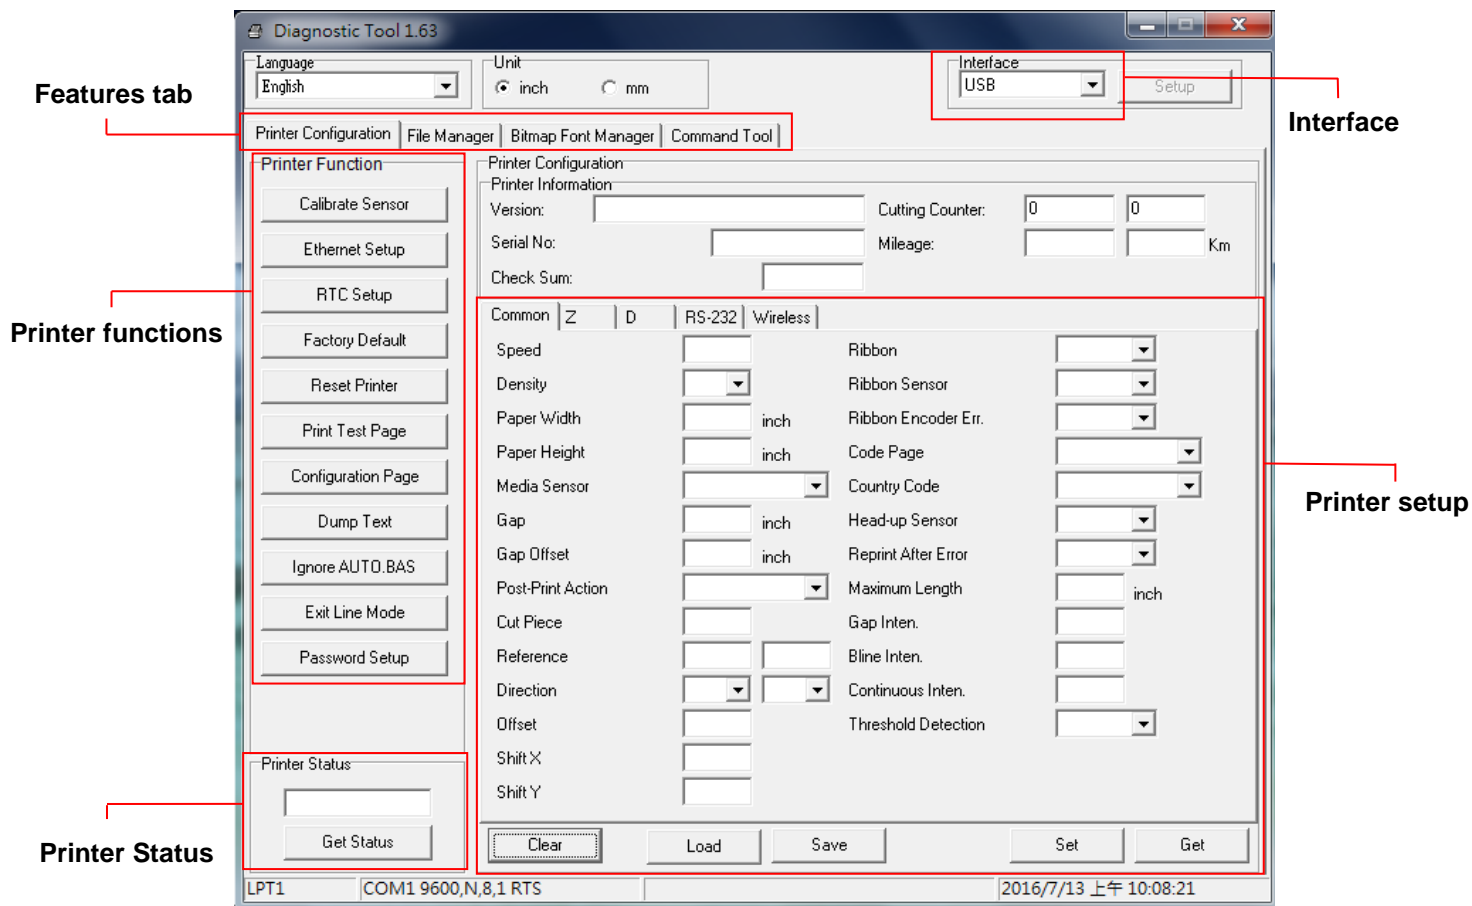 Diagnostic Tool 1.63
Language
English
Unit
inch
mm
Interface
USB
Setup
Features tab
Interface
Printer Configuration
File Manager
Bitmap Font Manager
Command Tool
Printer Function
Calibrate Sensor
Ethernet Setup
RTC Setup
Factory Default
Reset Printer
Print Test Page
Configuration Page
Dump Text
Ignore AUTO.BAS
Exit Line Mode
Password Setup
Printer functions
Printer Configuration
Printer Information
Version:
Cutting Counter: 0 0
Serial No:
Mileage: Km
Check Sum:
Common
Z
D
RS-232
Wireless
Speed
Density
Paper Width inch
Paper Height inch
Media Sensor
Gap inch
Gap Offset inch
Post-Print Action
Cut Piece
Reference
Direction
Offset
Shift X
Shift Y
Ribbon
Ribbon Sensor
Ribbon Encoder Err.
Code Page
Country Code
Head-up Sensor
Reprint After Error
Maximum Length inch
Gap Inten.
Bline Inten.
Continuous Inten.
Threshold Detection
Printer setup
Printer Status
Get Status
Printer Status
Clear
Load
Save
Set
Get
LPT1
COM1 9600,N,8,1 RTS
2016/7/13 上午 10:08:21